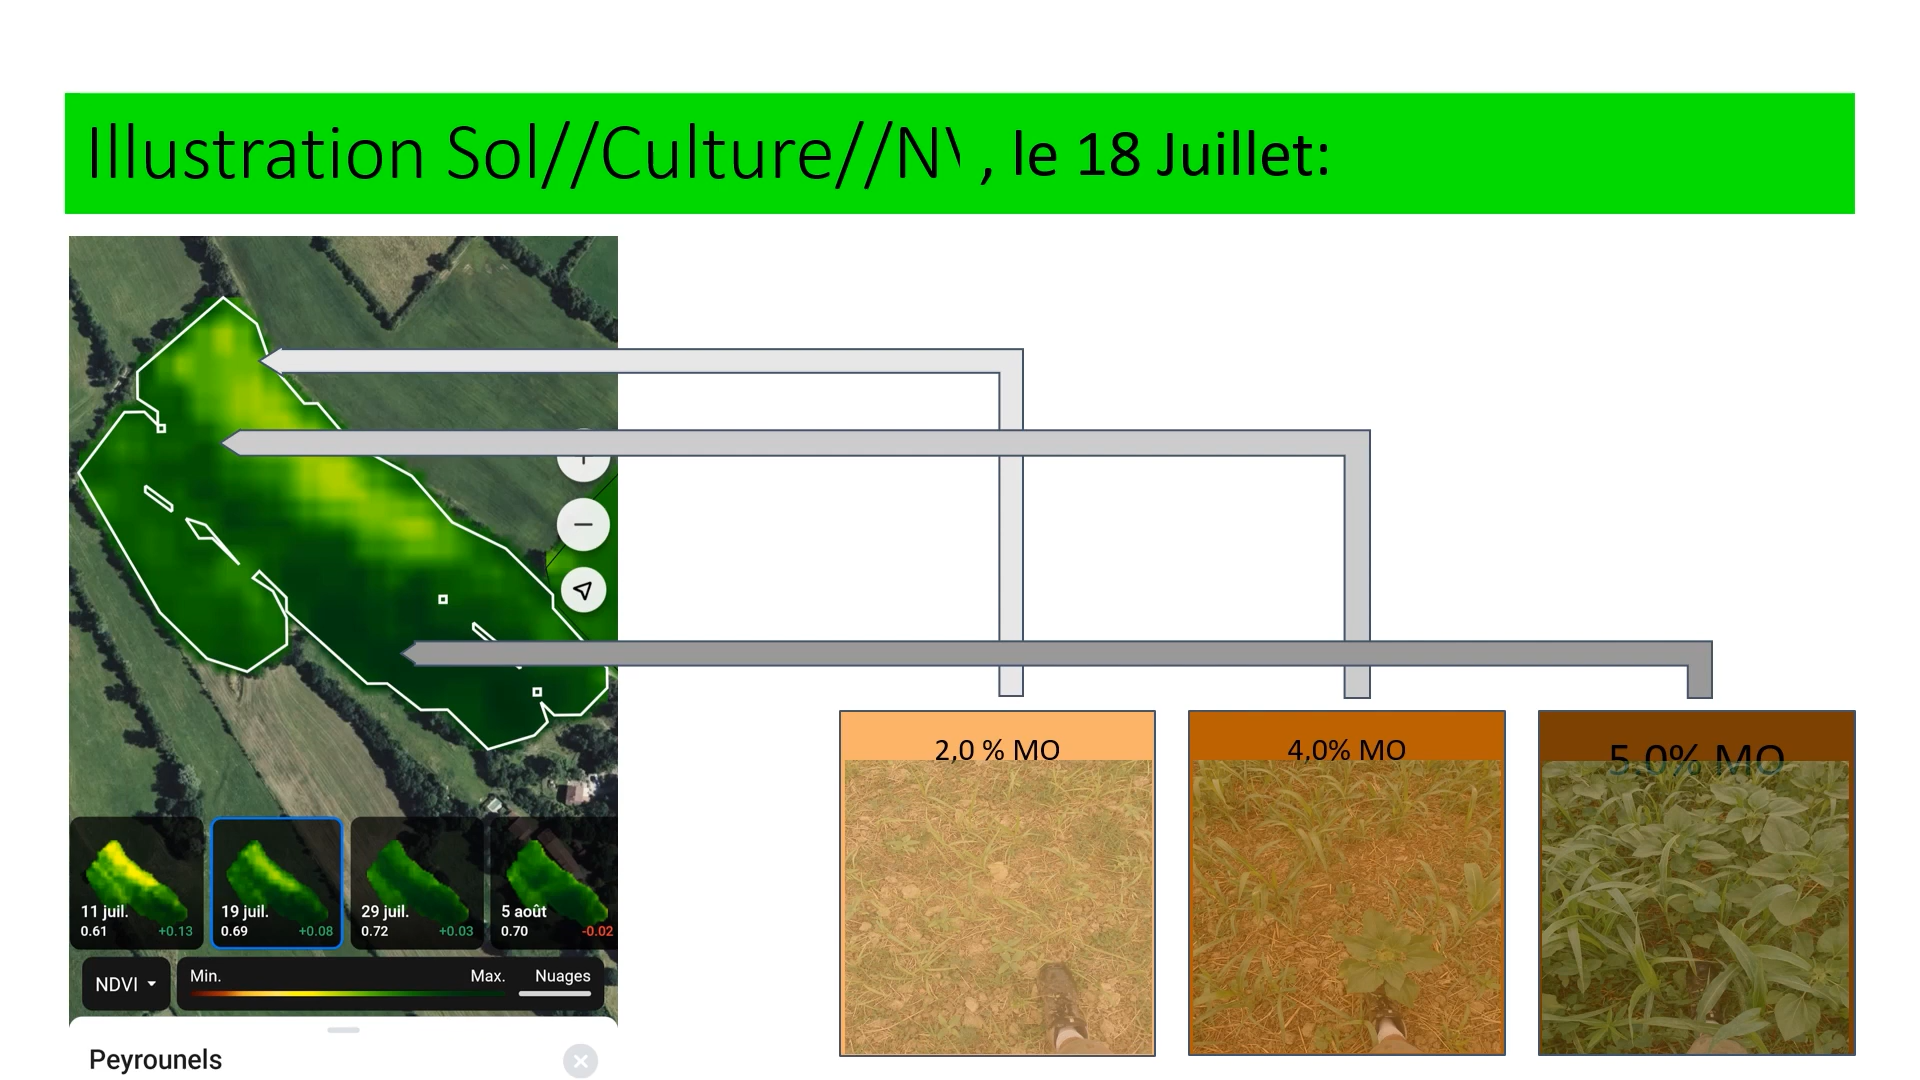 Illustration Sol//Culture//N\ , le 18 Juillet:
2,0 % MO
4,0% MO
5,0% MO
11 juil.
0.61 +0.13
19 juil.
0.69 +0.08
29 juil.
0.72 +0.03
5 août
0.70 -0.02
NDVI
Min. Max. Nuages
Peyrounels